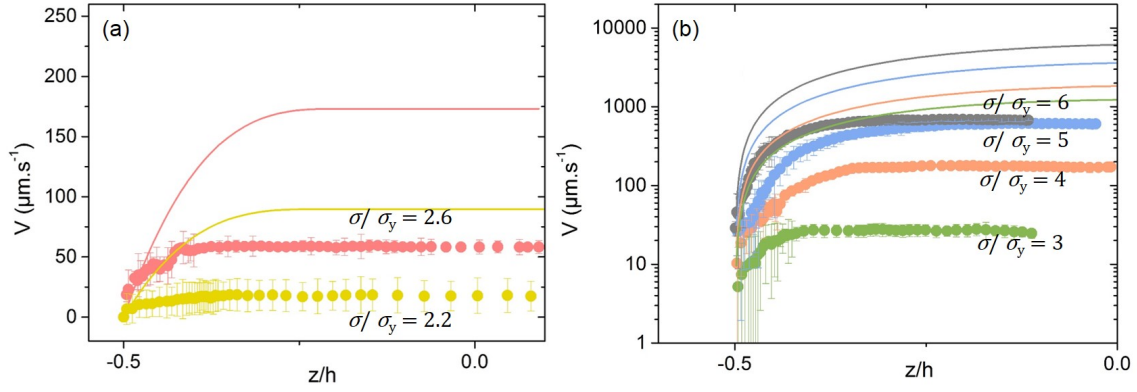 (a)
250
200
150
100
50
0
V (µm.s⁻¹)
σ/ σy = 2.6
σ/ σy = 2.2
-0.5
0.0
z/h
(b)
10000
1000
100
10
1
V (µm.s⁻¹)
σ/ σy = 6
σ/ σy = 5
σ/ σy = 4
σ/ σy = 3
-0.5
0.0
z/h